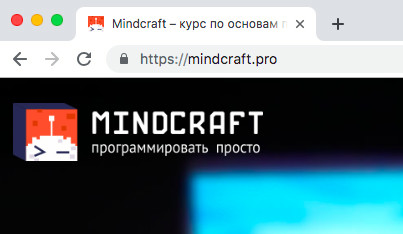 Mindcraft – курс по основам п
https://mindcraft.pro
MINDCRAFT
программировать просто